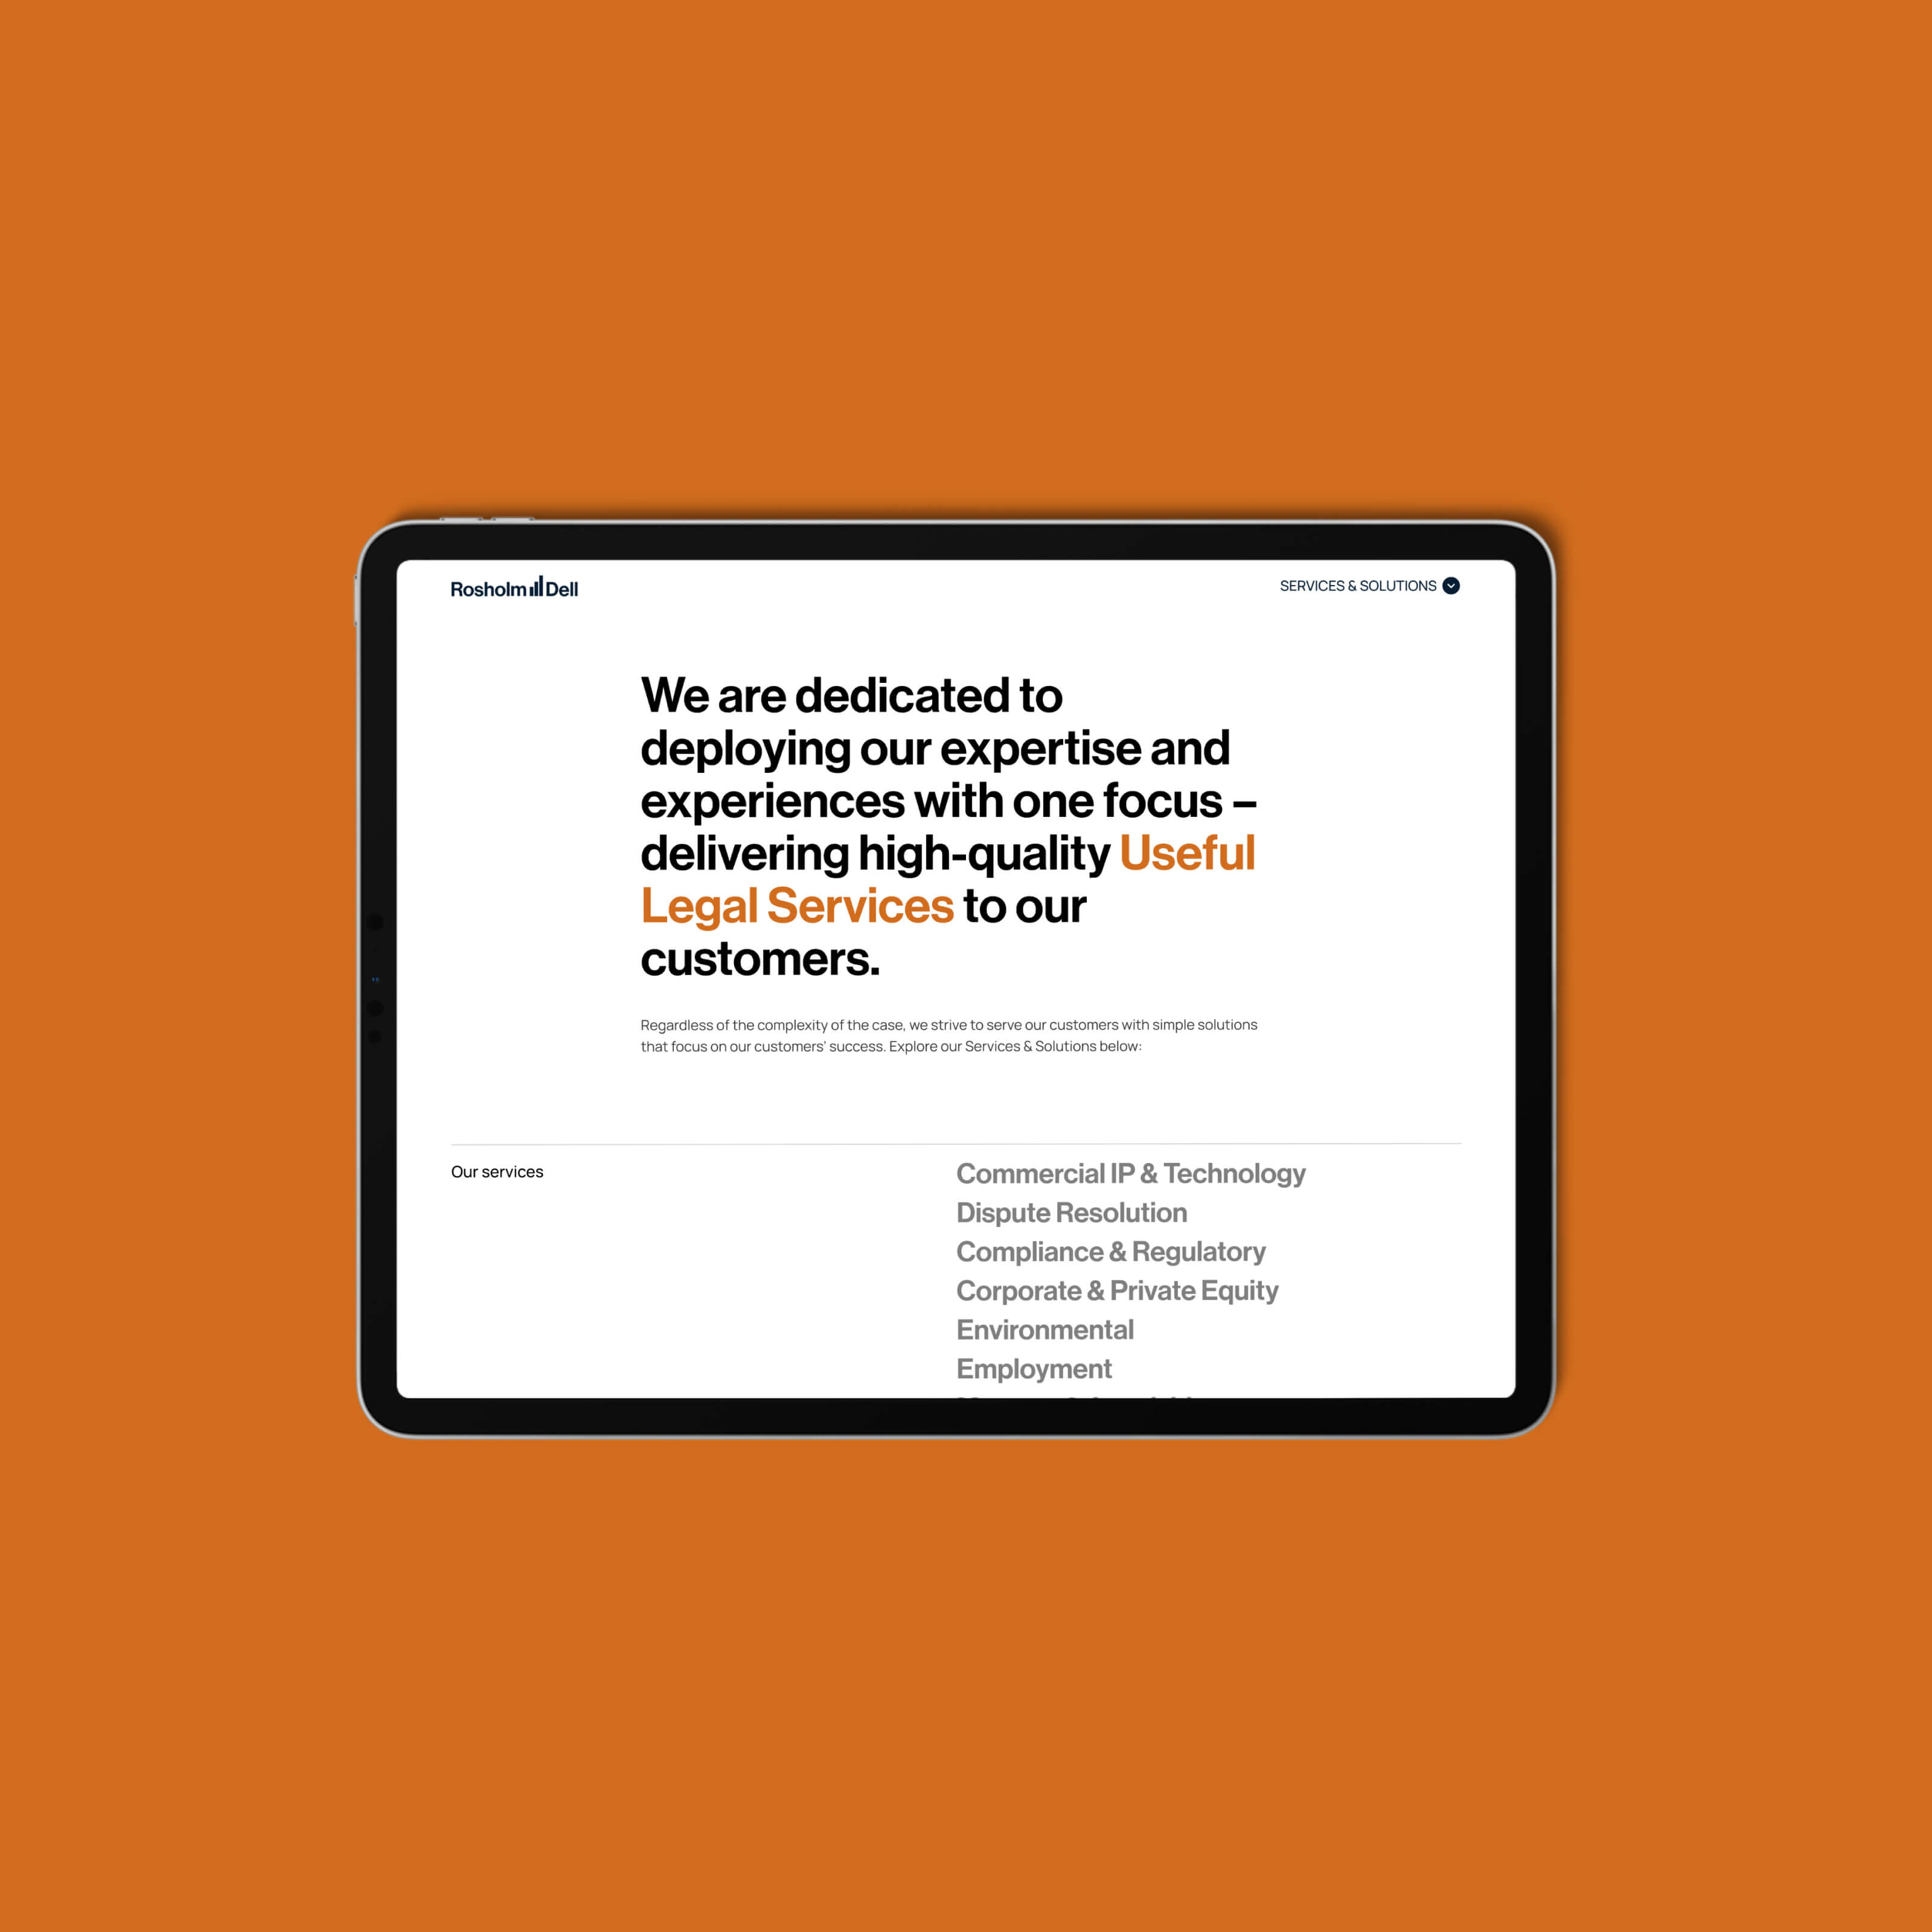 Rosholm Dell
SERVICES & SOLUTIONS
We are dedicated to
deploying our expertise and
experiences with one focus –
delivering high-quality Useful
Legal Services to our
customers.
Regardless of the complexity of the case, we strive to serve our customers with simple solutions
that focus on our customers' success. Explore our Services & Solutions below:
Our services
Commercial IP & Technology
Dispute Resolution
Compliance & Regulatory
Corporate & Private Equity
Environmental
Employment